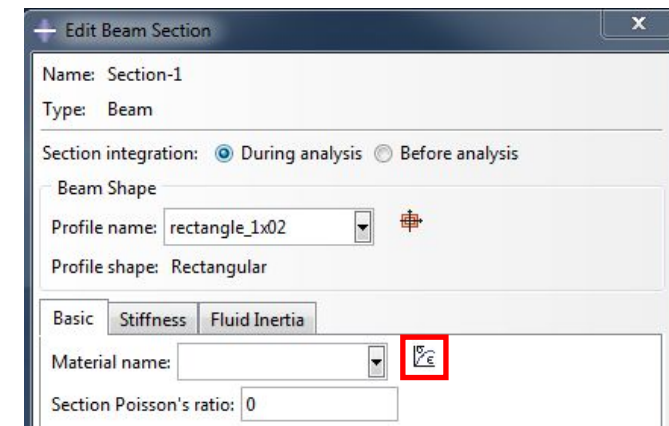 Edit Beam Section
X
Name: Section-1
Type: Beam
Section integration: During analysis Before analysis
Beam Shape
Profile name: rectangle_1x02
Profile shape: Rectangular
Basic Stiffness Fluid Inertia
Material name: σ ε
Section Poisson's ratio: 0